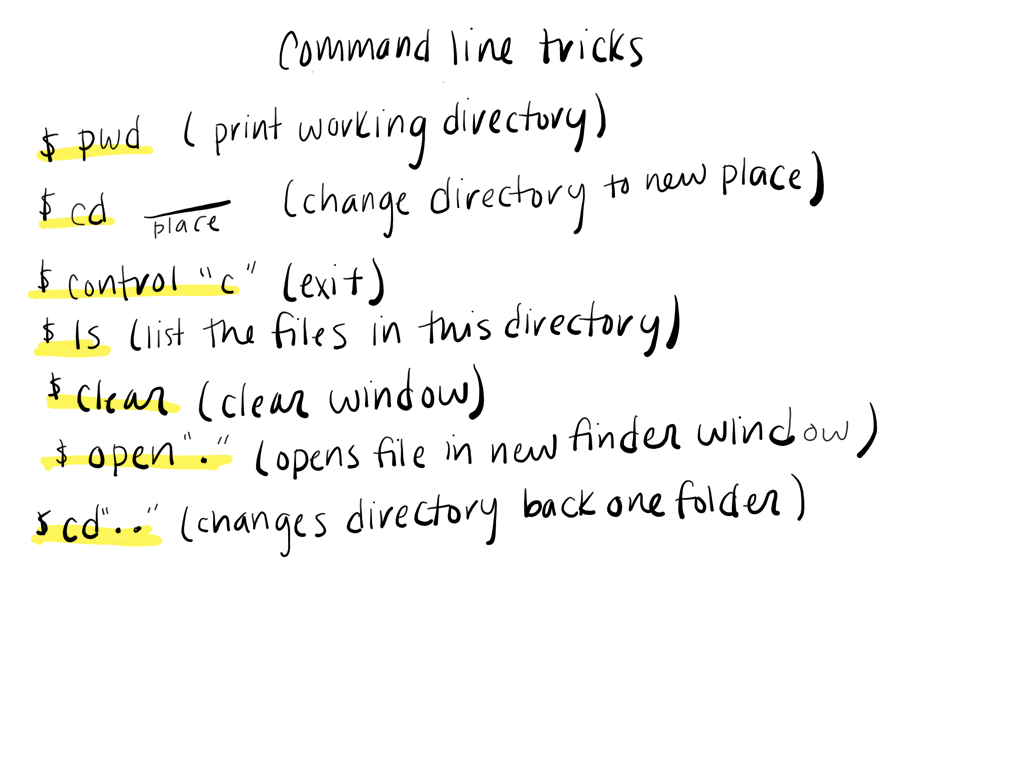 Command line tricks
$ pwd (print working directory)
$ cd ____ (change directory to new place)
place
$ control "c" (exit)
$ ls (list the files in this directory)
$ clear (clear window)
$ open "." (opens file in new finder window)
$ cd ".." (changes directory back one folder)